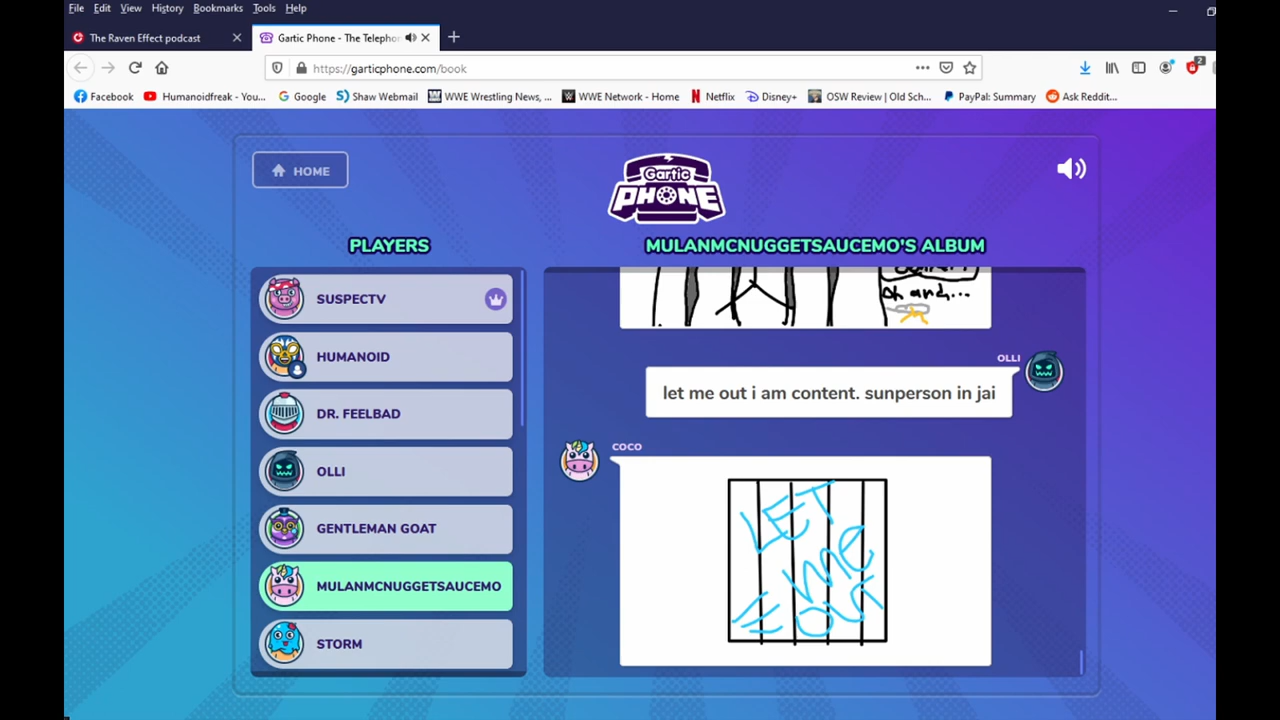 File Edit View History Bookmarks Tools Help
The Raven Effect podcast
Gartic Phone - The Telepho
https://garticphone.com/book
2
Facebook
Humanoidfreak - You...
Google
Shaw Webmail
WWE Wrestling News, ...
WWE Network - Home
Netflix
Disney+
OSW Review | Old Sch...
PayPal: Summary
Ask Reddit...
HOME
Gartic
PHONE
PLAYERS
SUSPECTV
HUMANOID
DR. FEELBAD
OLLI
GENTLEMAN GOAT
MULANMCNUGGETSAUCEMO
STORM
MULANMCNUGGETSAUCEMO'S ALBUM
oh and...
OLLI
let me out i am content. sunperson in jai
COCO
LET
ME
OUT